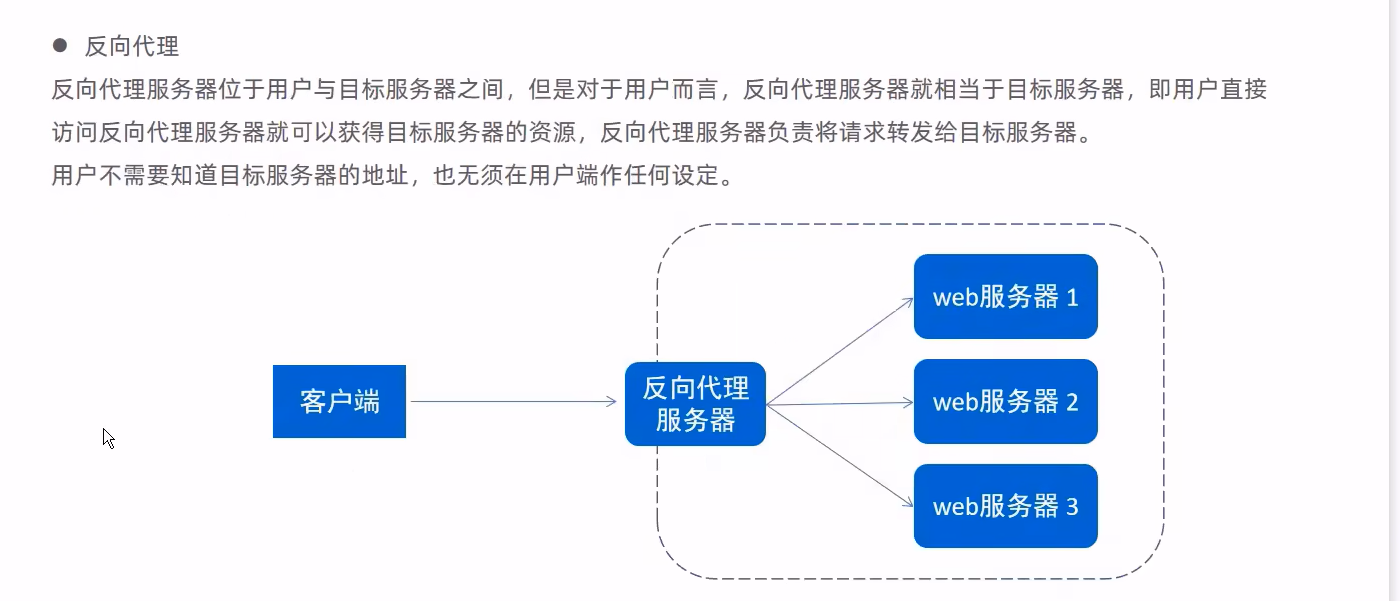 ● 反向代理
反向代理服务器位于用户与目标服务器之间，但是对于用户而言，反向代理服务器就相当于目标服务器，即用户直接
访问反向代理服务器就可以获得目标服务器的资源，反向代理服务器负责将请求转发给目标服务器。
用户不需要知道目标服务器的地址，也无须在用户端作任何设定。
客户端
反向代理
服务器
web服务器 1
web服务器 2
web服务器 3